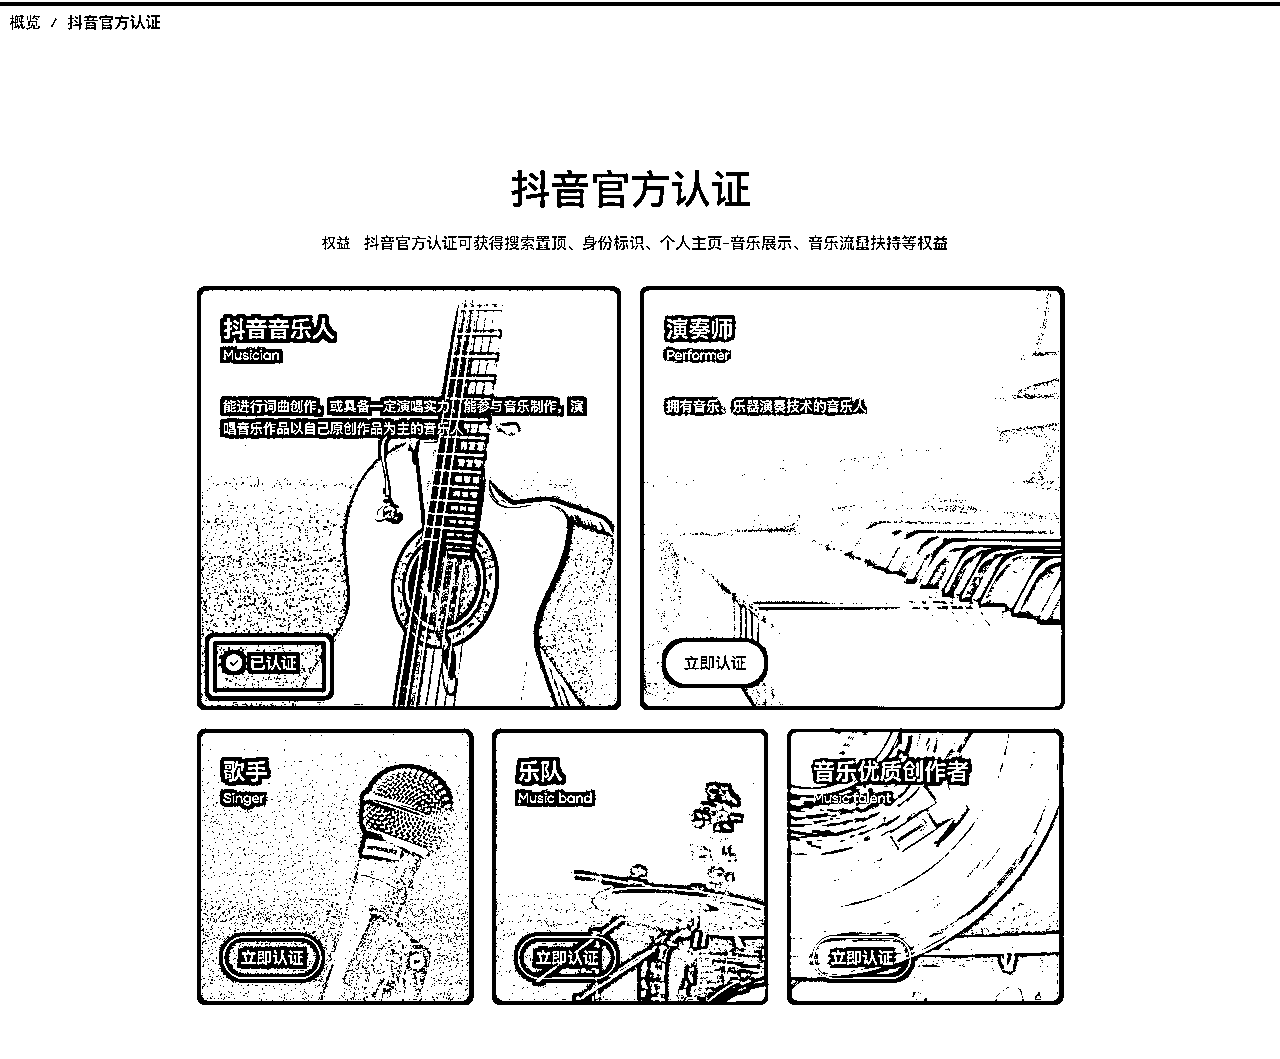 概览 / 抖音官方认证
抖音官方认证
权益 抖音官方认证可获得搜索置顶、身份标识、个人主页-音乐展示、音乐流量扶持等权益
抖音音乐人
Musician
能进行词曲创作，或具备一定演唱实力，能参与音乐制作，演
唱音乐作品以自己原创作品为主的音乐人
已认证
演奏师
Performer
拥有音乐、乐器演奏技术的音乐人
立即认证
歌手
Singer
立即认证
乐队
Music band
立即认证
音乐优质创作者
Music talent
立即认证